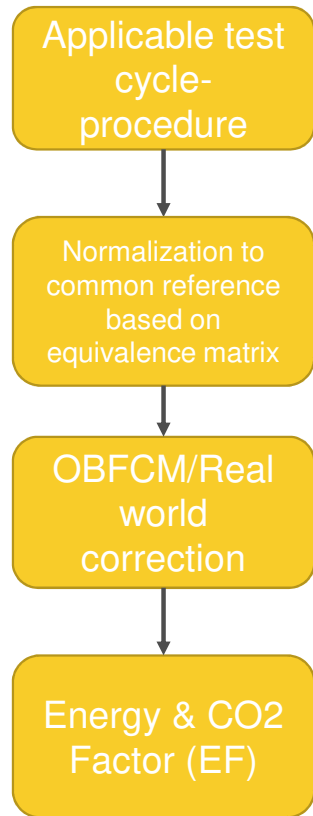 Applicable test
cycle-
procedure
Normalization to
common reference
based on
equivalence matrix
OBFCM/Real
world
correction
Energy & CO2
Factor (EF)